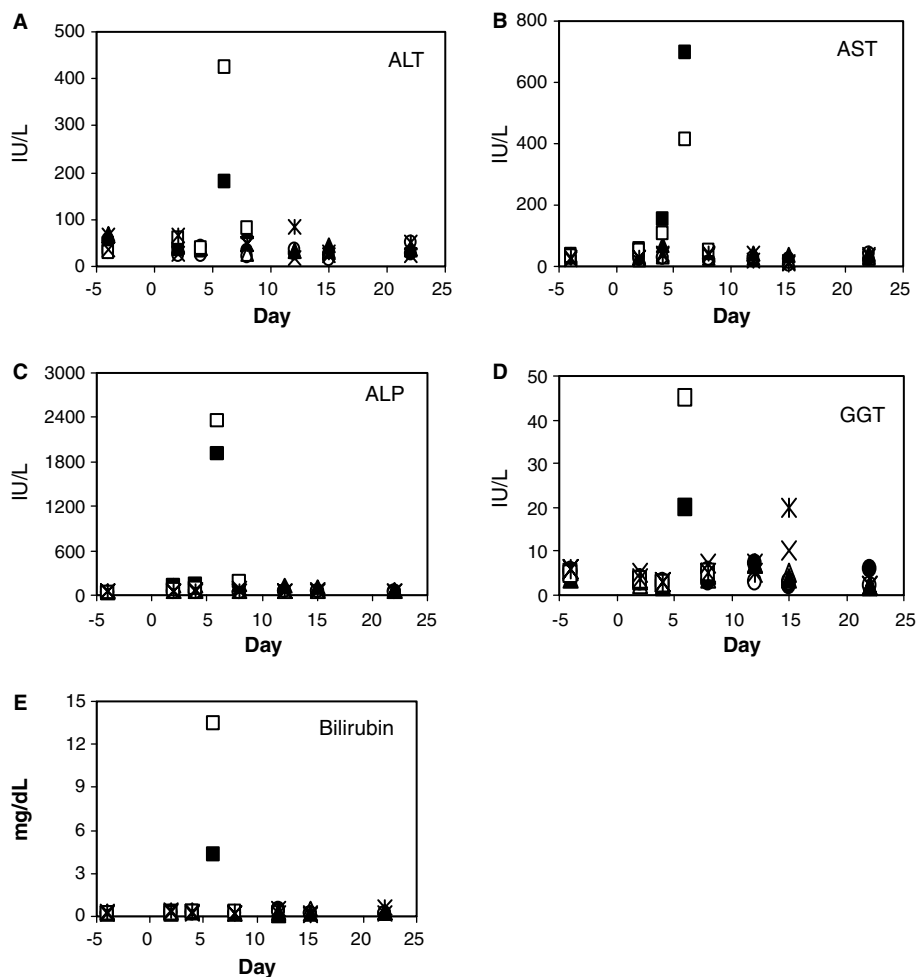 A
ALT
500
400
300
200
100
0
IU/L
-5 0 5 10 15 20 25
Day
B
AST
800
600
400
200
0
IU/L
-5 0 5 10 15 20 25
Day
C
ALP
3000
2400
1800
1200
600
0
IU/L
-5 0 5 10 15 20 25
Day
D
GGT
50
40
30
20
10
0
IU/L
-5 0 5 10 15 20 25
Day
E
Bilirubin
15
12
9
6
3
0
mg/dL
-5 0 5 10 15 20 25
Day